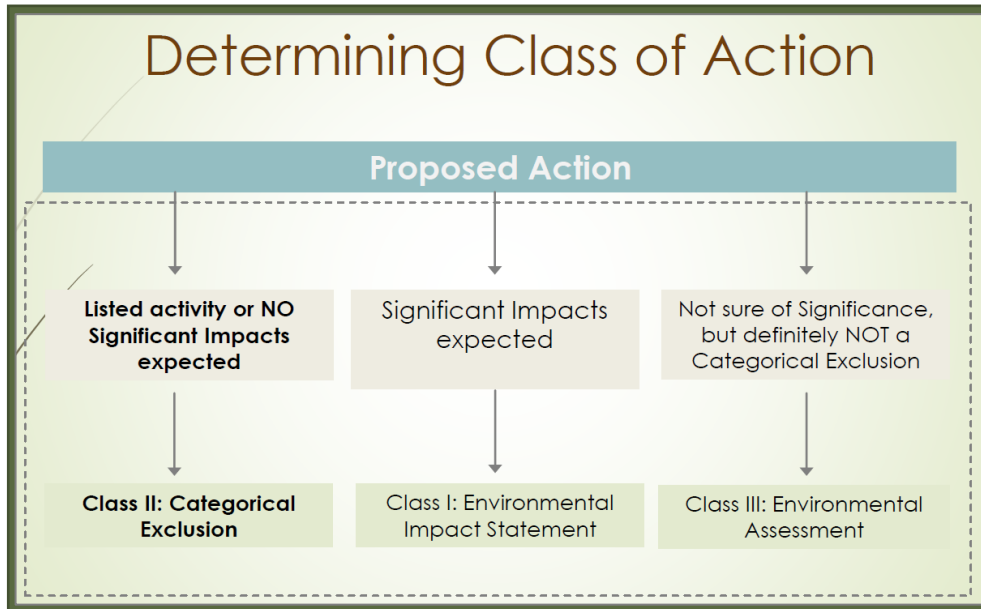 Determining Class of Action
Proposed Action
Listed activity or NO
Significant Impacts
expected
Significant Impacts
expected
Not sure of Significance,
but definitely NOT a
Categorical Exclusion
Class II: Categorical
Exclusion
Class I: Environmental
Impact Statement
Class III: Environmental
Assessment